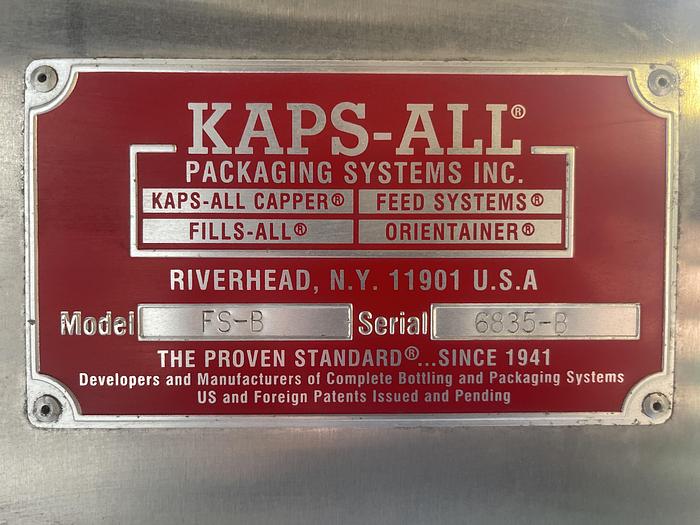 KAPS-ALL®
PACKAGING SYSTEMS INC.
KAPS-ALL CAPPER® FEED SYSTEMS®
FILLS-ALL® ORIENTAINER®
RIVERHEAD, N.Y. 11901 U.S.A
Model FS-B Serial 6835-B
THE PROVEN STANDARD®...SINCE 1941
Developers and Manufacturers of Complete Bottling and Packaging Systems
US and Foreign Patents Issued and Pending